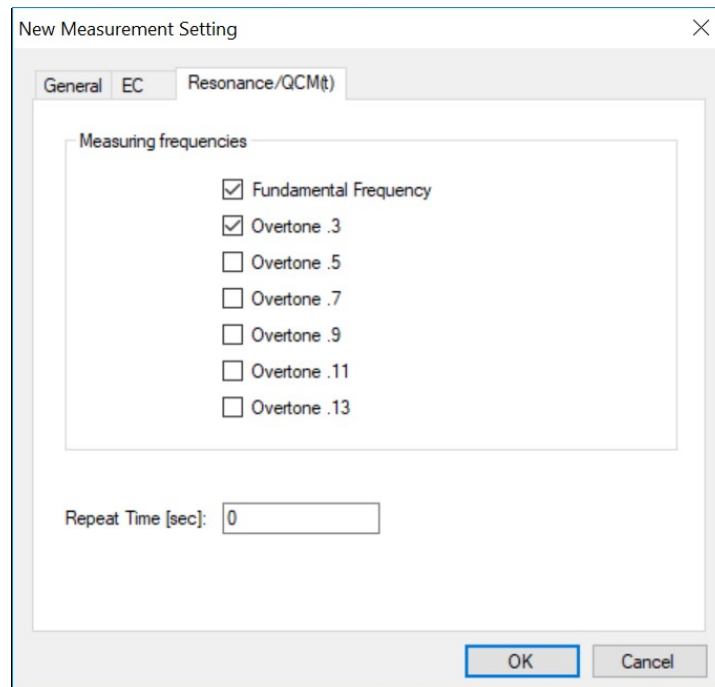 New Measurement Setting
General EC Resonance/QCM(t)
Measuring frequencies
Fundamental Frequency
Overtone .3
Overtone .5
Overtone .7
Overtone .9
Overtone .11
Overtone .13
Repeat Time [sec]: 0
OK Cancel